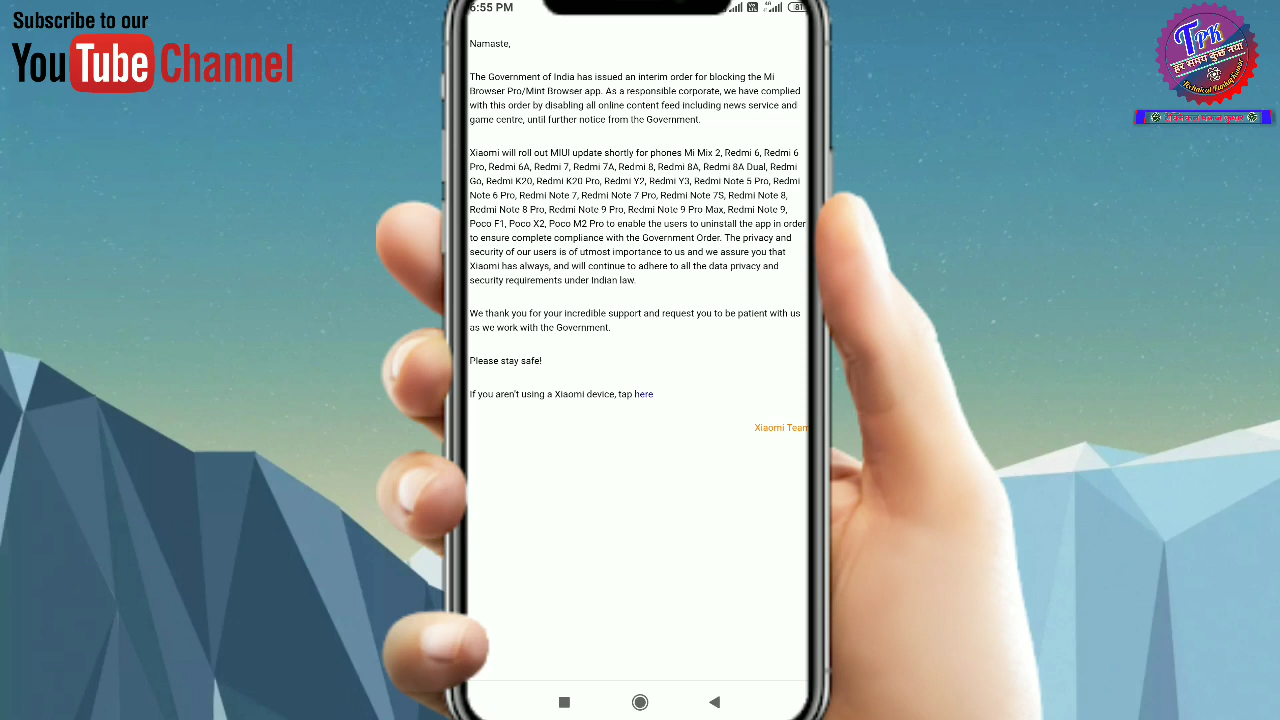 Subscribe to our
YouTube Channel
6:55 PM
TPK
हर समय कुछ नया
Namaste,
The Government of India has issued an interim order for blocking the Mi
Browser Pro/Mint Browser app. As a responsible corporate, we have complied
with this order by disabling all online content feed including news service and
game centre, until further notice from the Government.
Xiaomi will roll out MIUI update shortly for phones Mi Mix 2, Redmi 6, Redmi 6
Pro, Redmi 6A, Redmi 7, Redmi 7A, Redmi 8, Redmi 8A, Redmi 8A Dual, Redmi
Go, Redmi K20, Redmi K20 Pro, Redmi Y2, Redmi Y3, Redmi Note 5 Pro, Redmi
Note 6 Pro, Redmi Note 7, Redmi Note 7 Pro, Redmi Note 7S, Redmi Note 8,
Redmi Note 8 Pro, Redmi Note 9 Pro, Redmi Note 9 Pro Max, Redmi Note 9,
Poco F1, Poco X2, Poco M2 Pro to enable the users to uninstall the app in order
to ensure complete compliance with the Government Order. The privacy and
security of our users is of utmost importance to us and we assure you that
Xiaomi has always, and will continue to adhere to all the data privacy and
security requirements under Indian law.
We thank you for your incredible support and request you to be patient with us
as we work with the Government.
Please stay safe!
If you aren't using a Xiaomi device, tap here
Xiaomi Team